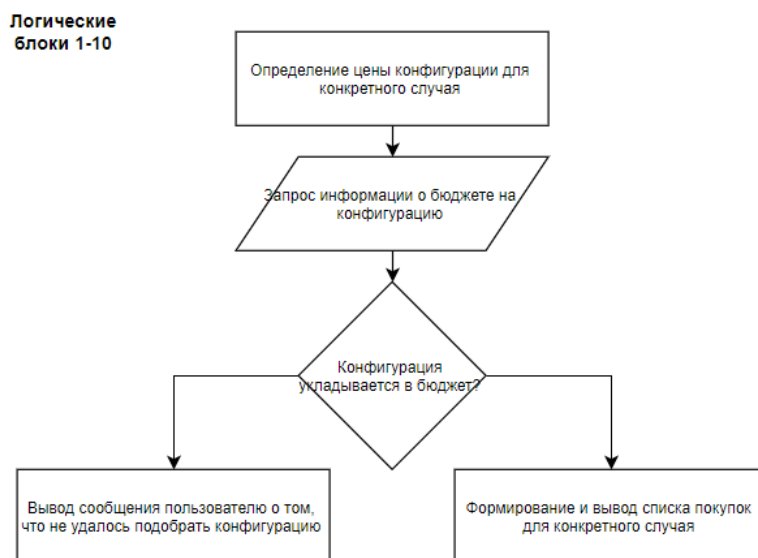 Логические
блоки 1-10
Определение цены конфигурации для
конкретного случая
Запрос информации о бюджете на
конфигурацию
Конфигурация
укладывается в бюджет?
Вывод сообщения пользователю о том,
что не удалось подобрать конфигурацию
Формирование и вывод списка покупок
для конкретного случая